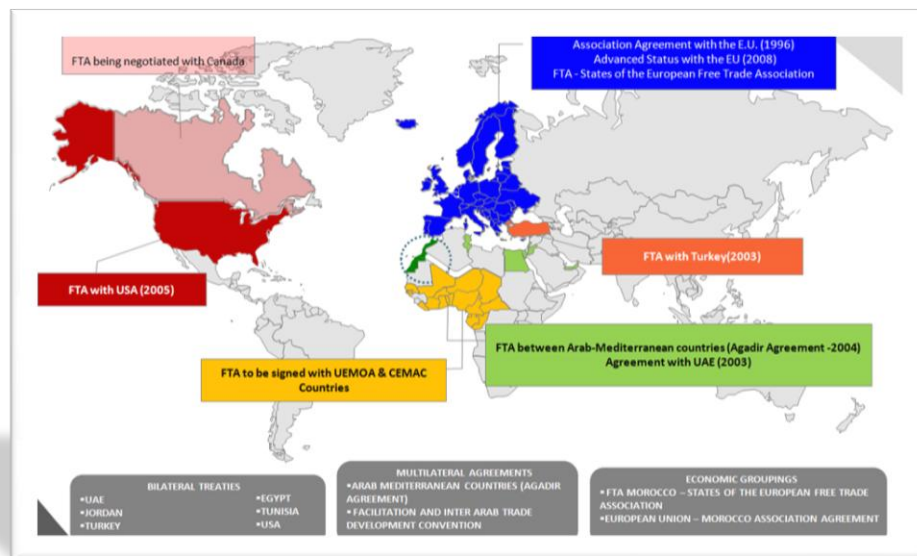 FTA being negotiated with Canada
Association Agreement with the E.U. (1996)
Advanced Status with the EU (2008)
FTA - States of the European Free Trade Association
FTA with Turkey(2003)
FTA with USA (2005)
FTA between Arab-Mediterranean countries (Agadir Agreement -2004)
Agreement with UAE (2003)
FTA to be signed with UEMOA & CEMAC
Countries
BILATERAL TREATIES
▪UAE
▪JORDAN
▪TURKEY
▪EGYPT
▪TUNISIA
▪USA
MULTILATERAL AGREEMENTS
▪ARAB MEDITERRANEAN COUNTRIES (AGADIR
AGREEMENT)
▪FACILITATION AND INTER ARAB TRADE
DEVELOPMENT CONVENTION
ECONOMIC GROUPINGS
▪FTA MOROCCO – STATES OF THE EUROPEAN FREE TRADE
ASSOCIATION
▪EUROPEAN UNION – MOROCCO ASSOCIATION AGREEMENT